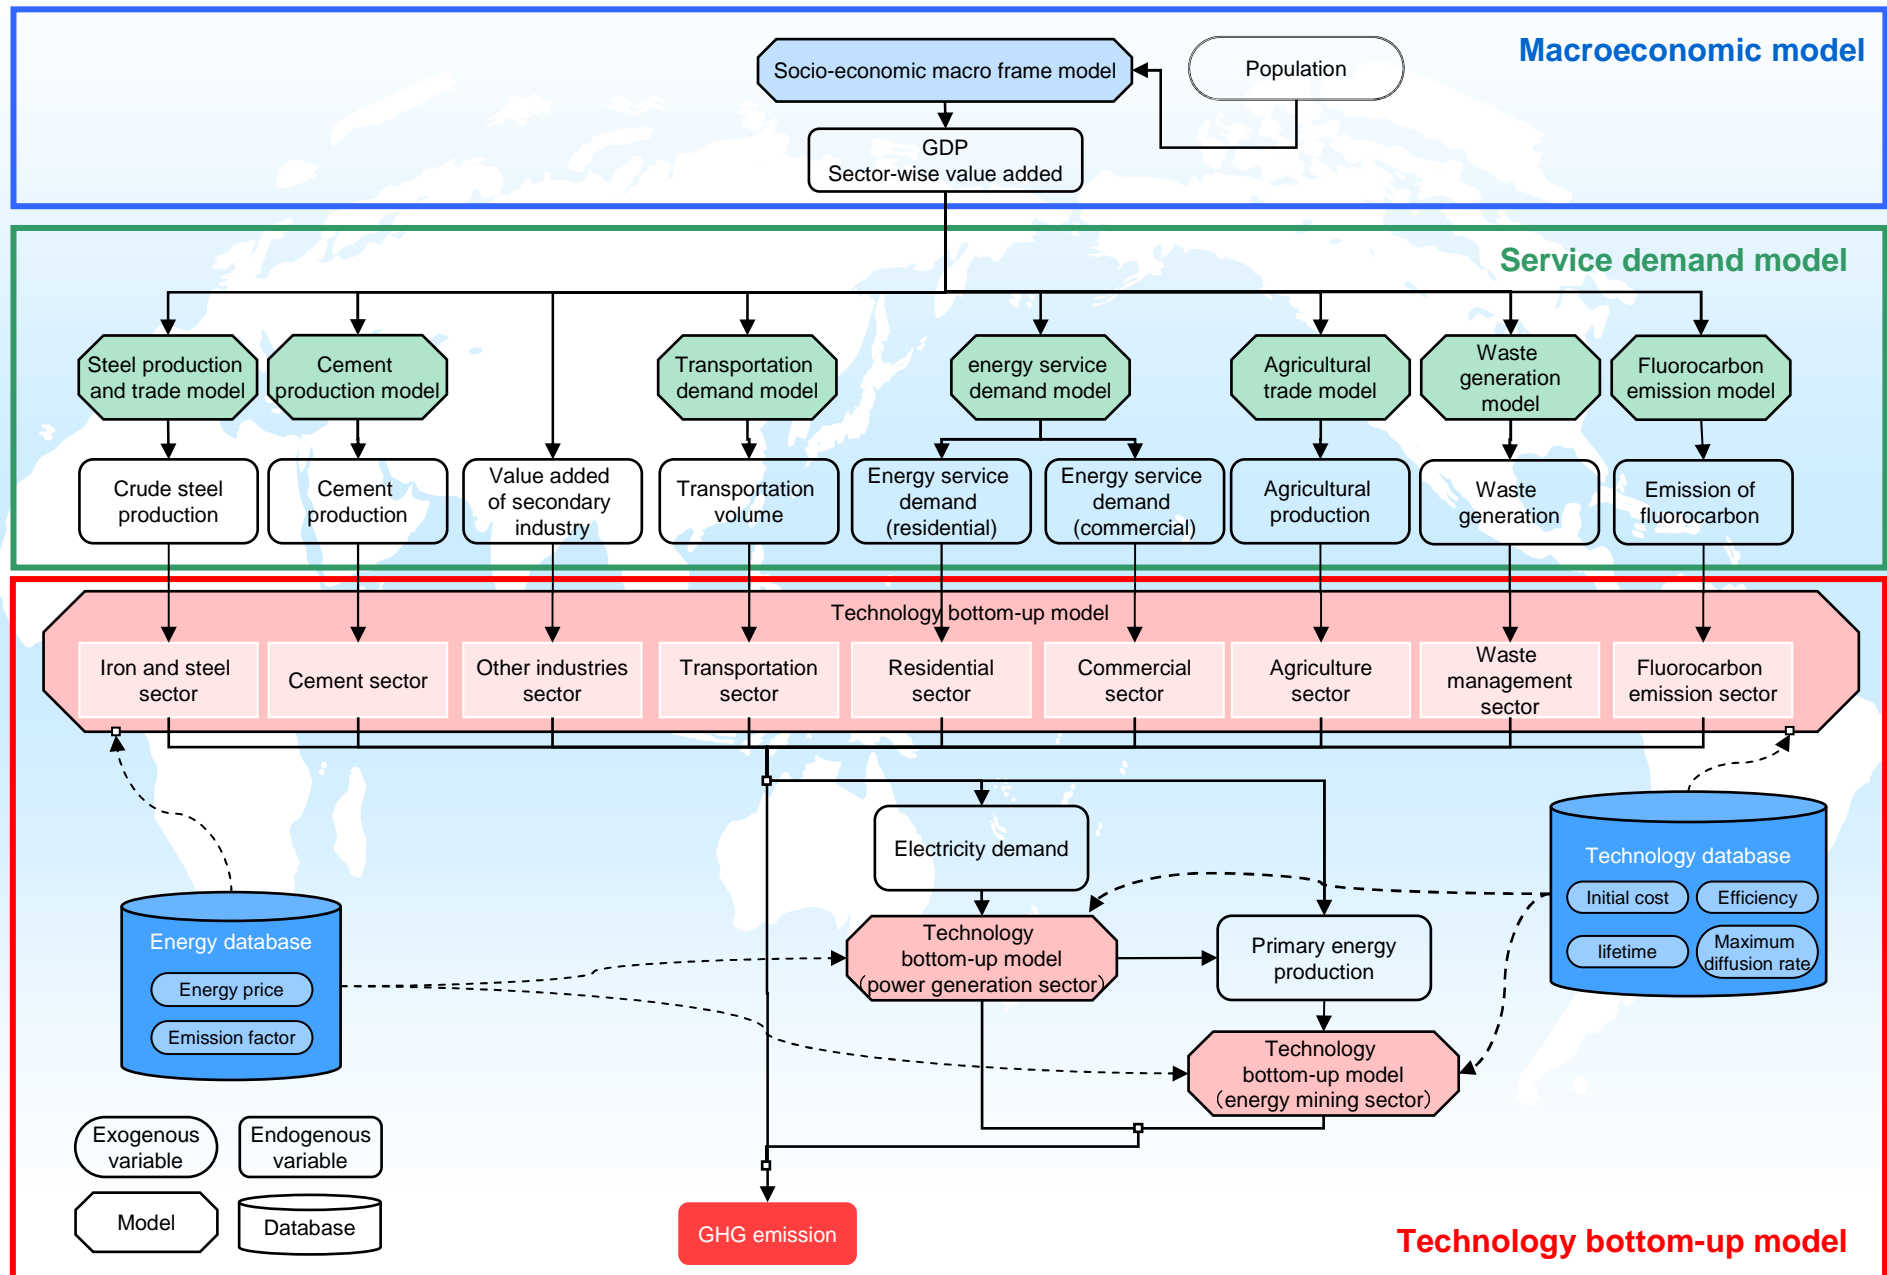 Macroeconomic model
Socio-economic macro frame model
Population
GDP
Sector-wise value added
Service demand model
Steel production
and trade model
Cement
production model
Transportation
demand model
energy service
demand model
Agricultural
trade model
Waste
generation
model
Fluorocarbon
emission model
Crude steel
production
Cement
production
Value added
of secondary
industry
Transportation
volume
Energy service
demand
(residential)
Energy service
demand
(commercial)
Agricultural
production
Waste
generation
Emission of
fluorocarbon
Technology bottom-up model
Iron and steel
sector
Cement sector
Other industries
sector
Transportation
sector
Residential
sector
Commercial
sector
Agriculture
sector
Waste
management
sector
Fluorocarbon
emission sector
Electricity demand
Technology database
Initial cost
Efficiency
lifetime
Maximum
diffusion rate
Energy database
Energy price
Emission factor
Technology
bottom-up model
（power generation sector）
Primary energy
production
Technology
bottom-up model
（energy mining sector）
Exogenous
variable
Endogenous
variable
Model
Database
GHG emission
Technology bottom-up model